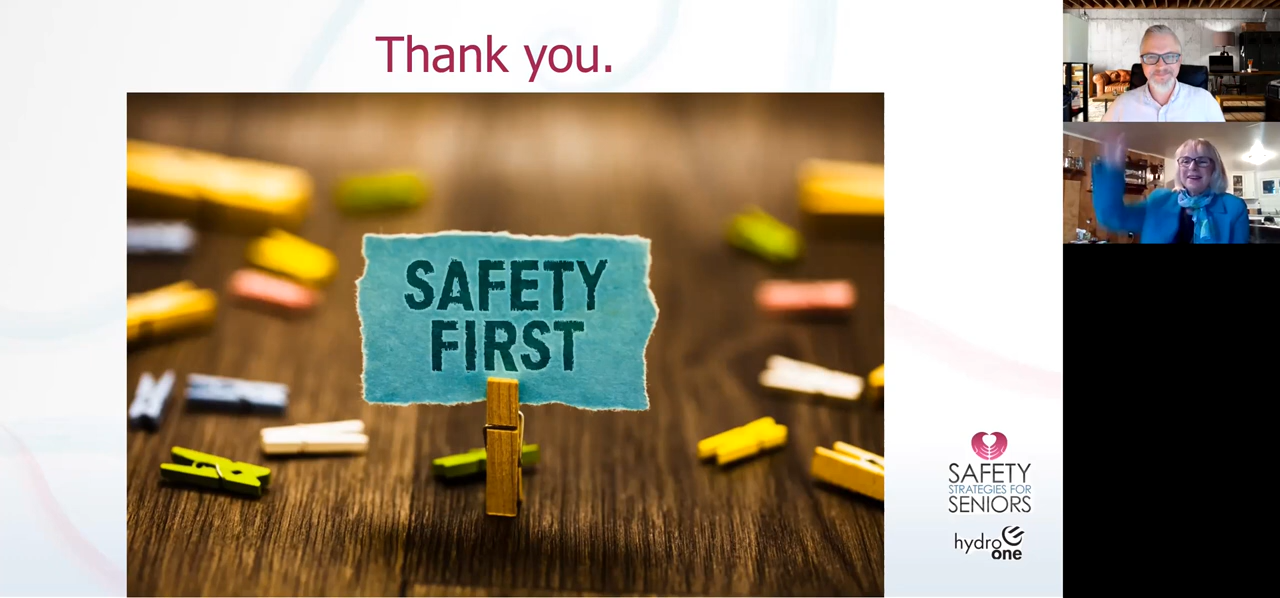 Thank you.
SAFETY
FIRST
SAFETY
STRATEGIES FOR
SENIORS
hydro
one